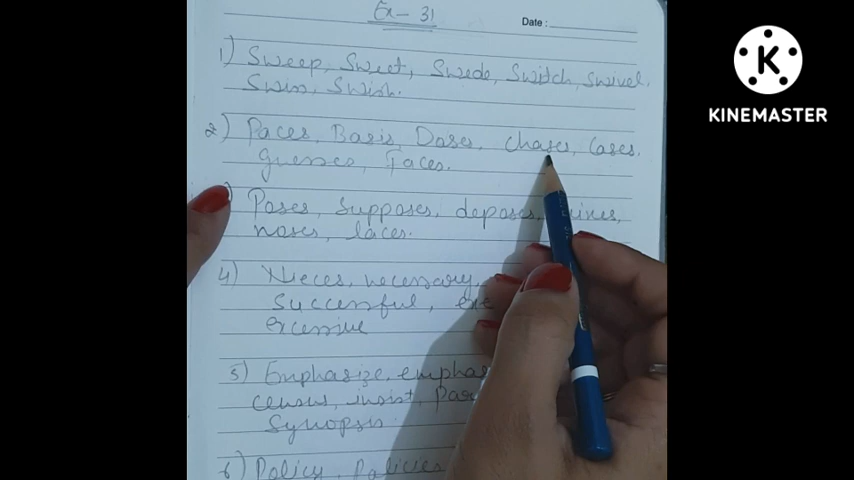 Ex- 31
Date :
1) Sweep, Sweet, Swede, Switch, Swivel,
Swim, Swish.
2) Paces, Basis, Doses, Chases, Cases,
guesses, Faces.
Poses, Supposes, deposes,
noses, laces.
4) Nieces, necessary,
Successful,
excessive
5) Emphasize,
census, insist,
Synopsis.
6) Policy, Policies
K
KINEMASTER